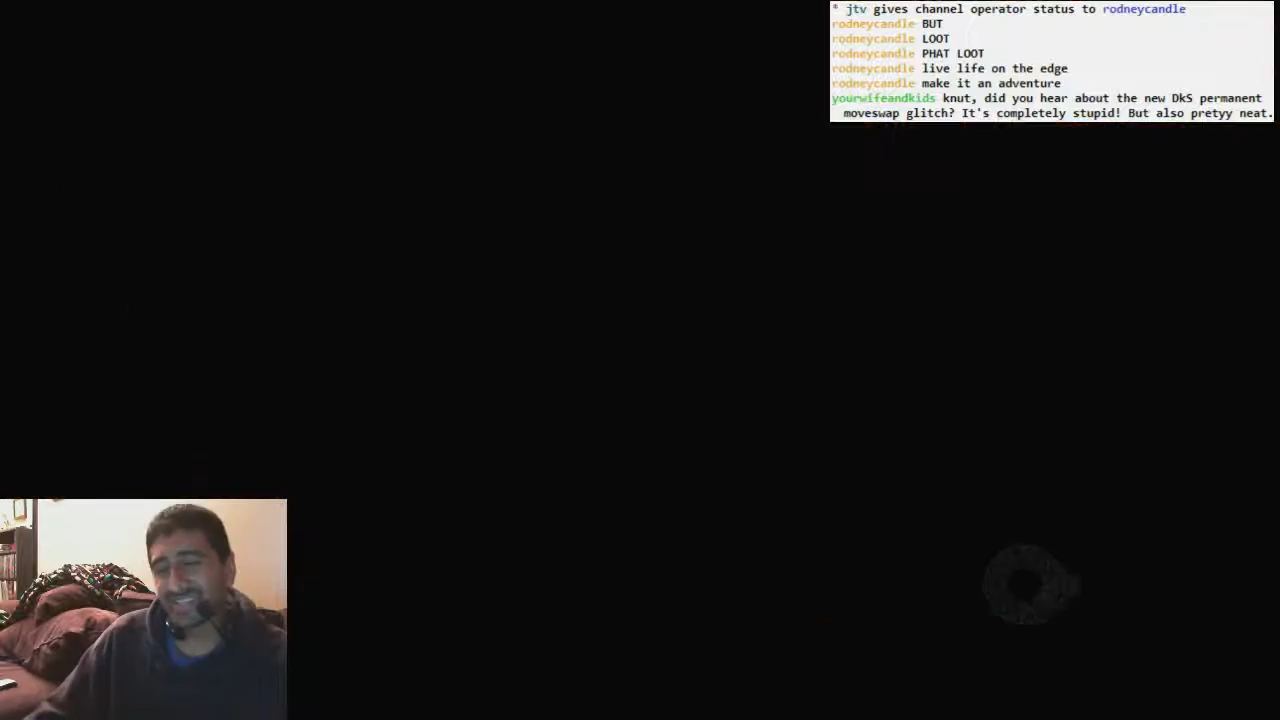 * jtv gives channel operator status to rodneycandle
rodneycandle BUT
rodneycandle LOOT
rodneycandle PHAT LOOT
rodneycandle live life on the edge
rodneycandle make it an adventure
yourwifeandkids knut, did you hear about the new DkS permanent
moveswap glitch? It's completely stupid! But also pretyy neat.